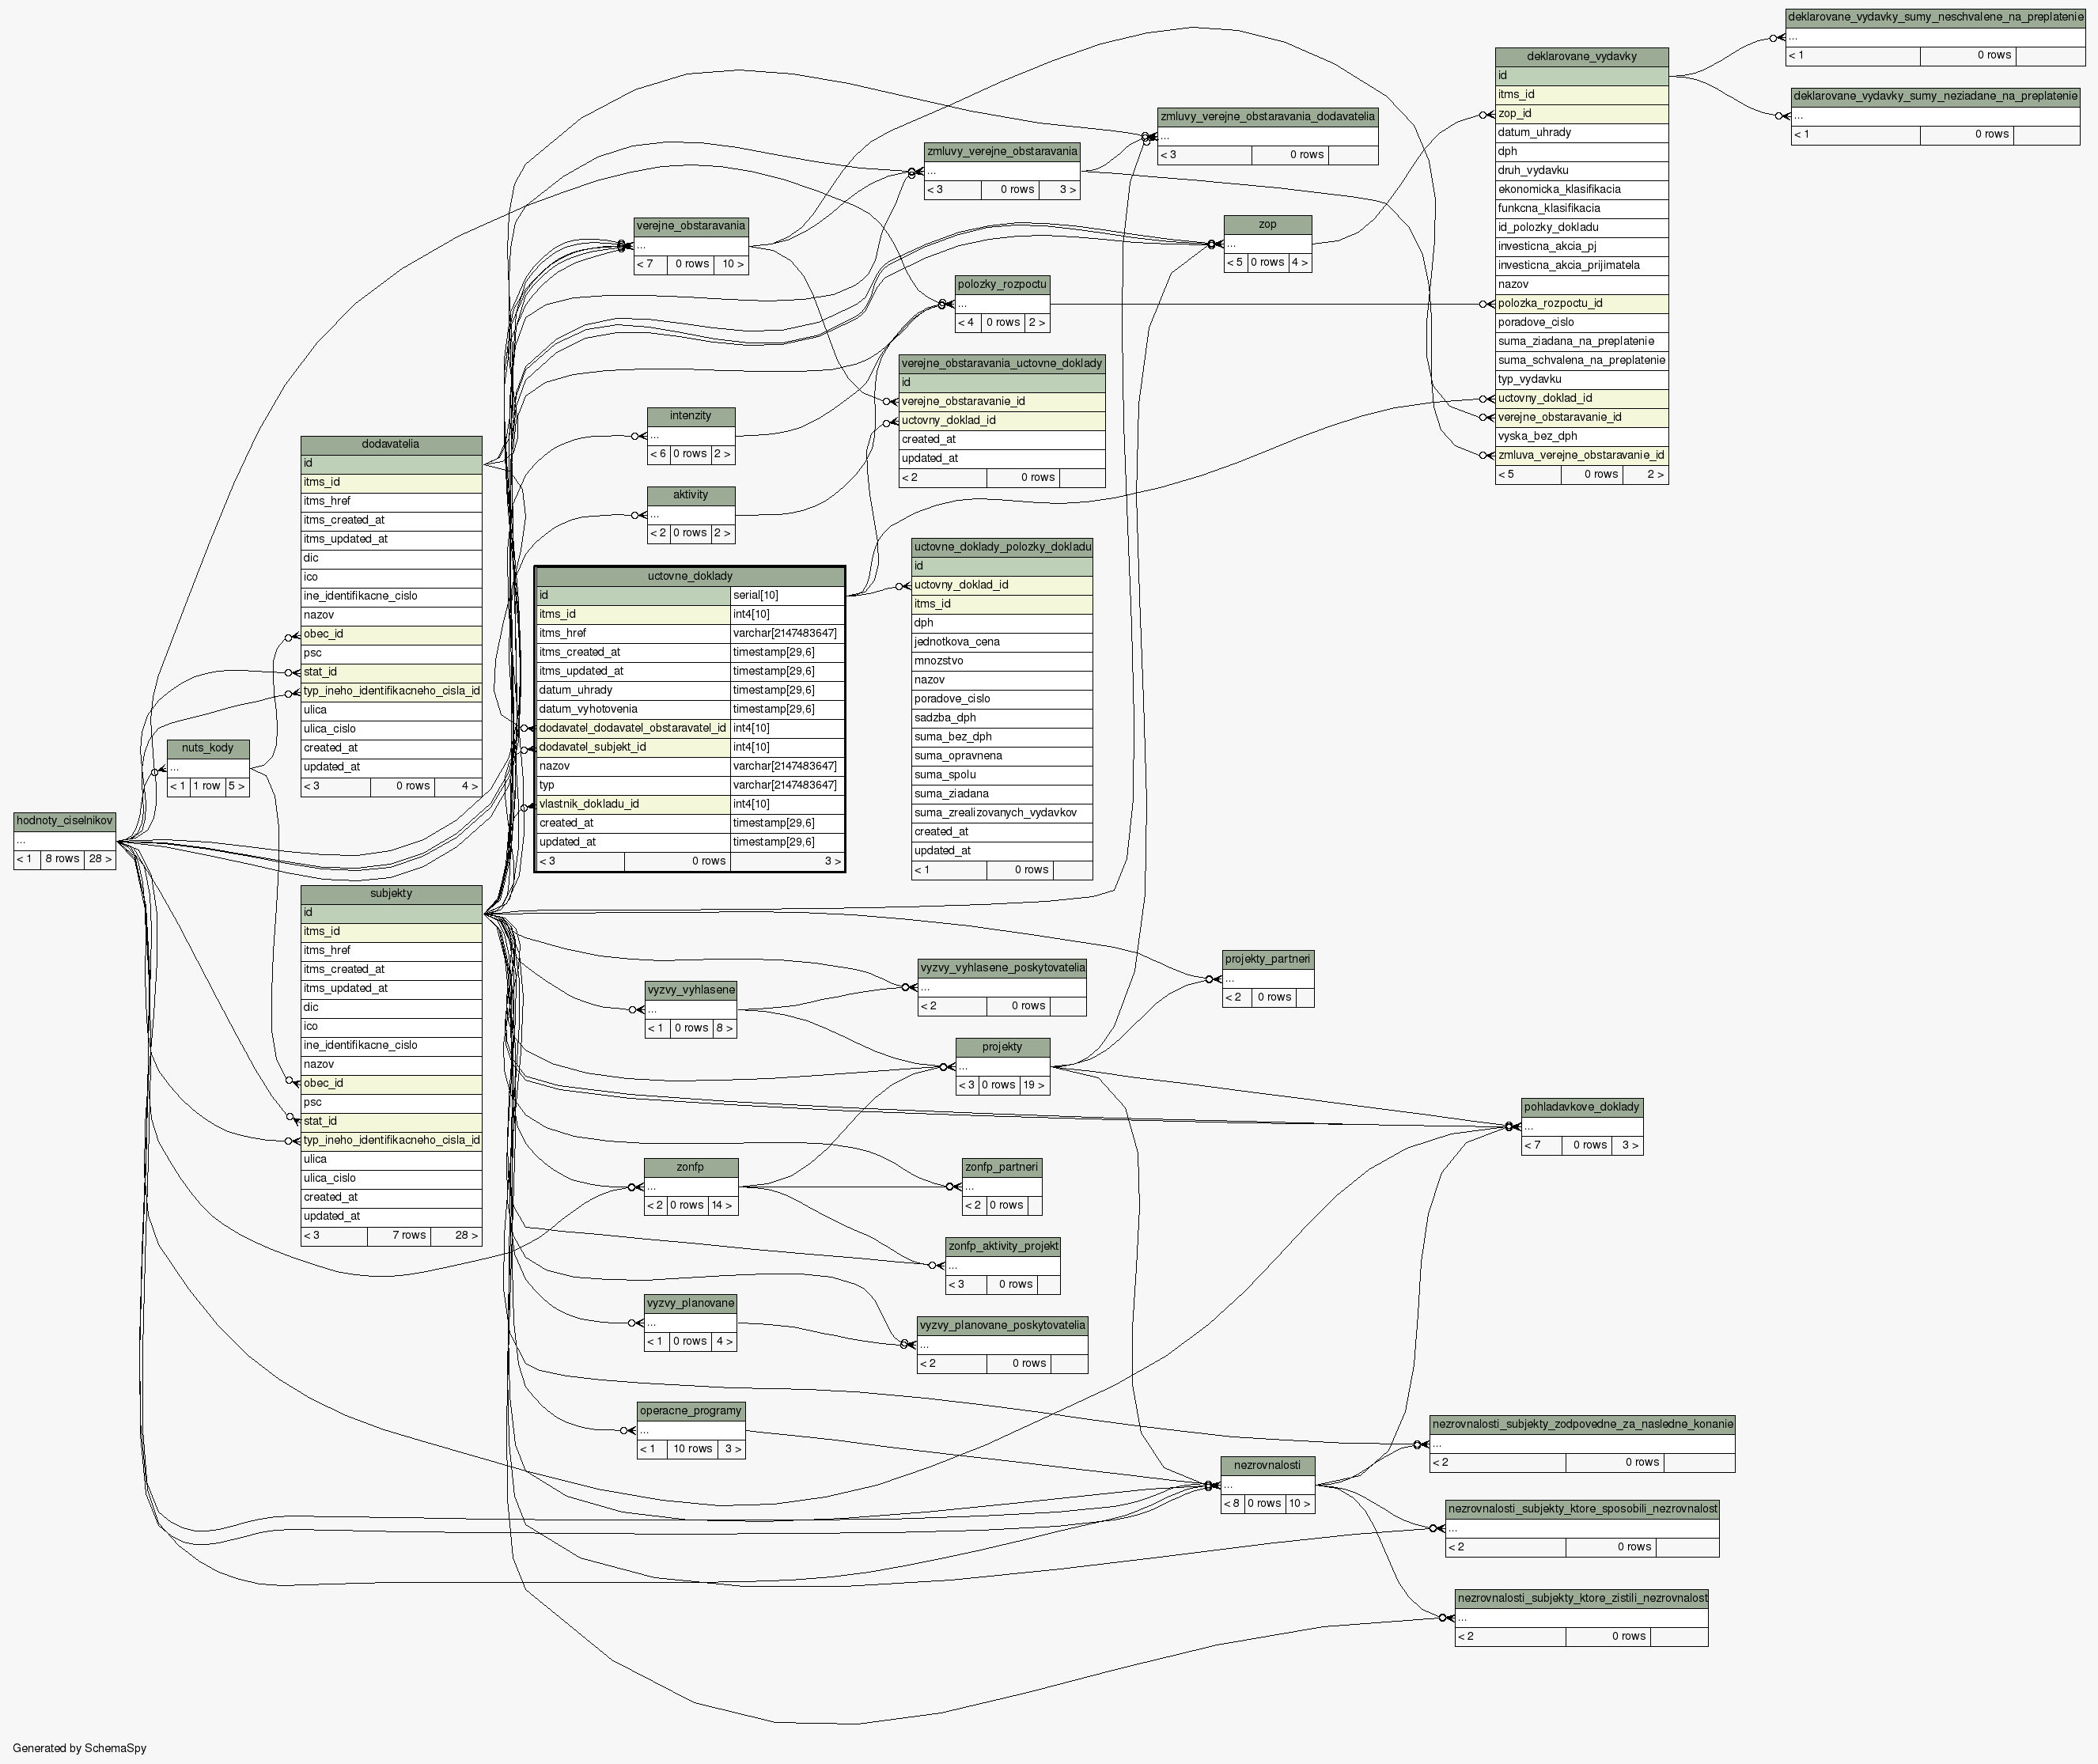 deklarovane_vydavky_sumy_neschvalene_na_preplatenie
...
< 1 0 rows
deklarovane_vydavky_sumy_neziadane_na_preplatenie
...
< 1 0 rows
deklarovane_vydavky
id
itms_id
zop_id
datum_uhrady
dph
druh_vydavku
ekonomicka_klasifikacia
funkcna_klasifikacia
id_polozky_dokladu
investicna_akcia_pj
investicna_akcia_prijimatela
nazov
polozka_rozpoctu_id
poradove_cislo
suma_ziadana_na_preplatenie
suma_schvalena_na_preplatenie
typ_vydavku
uctovny_doklad_id
verejne_obstaravanie_id
vyska_bez_dph
zmluva_verejne_obstaravanie_id
< 5 0 rows 2 >
zmluvy_verejne_obstaravania_dodavatelia
...
< 3 0 rows
zmluvy_verejne_obstaravania
...
< 3 0 rows 3 >
verejne_obstaravania
...
< 7 0 rows 10 >
zop
...
< 5 0 rows 4 >
polozky_rozpoctu
...
< 4 0 rows 2 >
verejne_obstaravania_uctovne_doklady
id
verejne_obstaravanie_id
uctovny_doklad_id
created_at
updated_at
< 2 0 rows
intenzity
...
< 6 0 rows 2 >
aktivity
...
< 2 0 rows 2 >
dodavatelia
id
itms_id
itms_href
itms_created_at
itms_updated_at
dic
ico
ine_identifikacne_cislo
nazov
obec_id
psc
stat_id
typ_ineho_identifikacneho_cisla_id
ulica
ulica_cislo
created_at
updated_at
< 3 0 rows 4 >
uctovne_doklady
id serial[10]
itms_id int4[10]
itms_href varchar[2147483647]
itms_created_at timestamp[29,6]
itms_updated_at timestamp[29,6]
datum_uhrady timestamp[29,6]
datum_vyhotovenia timestamp[29,6]
dodavatel_dodavatel_obstaravatel_id int4[10]
dodavatel_subjekt_id int4[10]
nazov varchar[2147483647]
typ varchar[2147483647]
vlastnik_dokladu_id int4[10]
created_at timestamp[29,6]
updated_at timestamp[29,6]
< 3 0 rows 3 >
uctovne_doklady_polozky_dokladu
id
uctovny_doklad_id
itms_id
dph
jednotkova_cena
mnozstvo
nazov
poradove_cislo
sadzba_dph
suma_bez_dph
suma_opravnena
suma_spolu
suma_ziadana
suma_zrealizovanych_vydavkov
created_at
updated_at
< 1 0 rows
nuts_kody
...
< 1 1 row 5 >
hodnoty_ciselnikov
...
< 1 8 rows 28 >
subjekty
id
itms_id
itms_href
itms_created_at
itms_updated_at
dic
ico
ine_identifikacne_cislo
nazov
obec_id
psc
stat_id
typ_ineho_identifikacneho_cisla_id
ulica
ulica_cislo
created_at
updated_at
< 3 7 rows 28 >
projekty_partneri
...
< 2 0 rows
vyzvy_vyhlasene_poskytovatelia
...
< 2 0 rows
vyzvy_vyhlasene
...
< 1 0 rows 8 >
projekty
...
< 3 0 rows 19 >
pohladavkove_doklady
...
< 7 0 rows 3 >
zonfp
...
< 2 0 rows 14 >
zonfp_partneri
...
< 2 0 rows
zonfp_aktivity_projekt
...
< 3 0 rows
vyzvy_planovane
...
< 1 0 rows 4 >
vyzvy_planovane_poskytovatelia
...
< 2 0 rows
operacne_programy
...
< 1 10 rows 3 >
nezrovnalosti_subjekty_zodpovedne_za_nasledne_konanie
...
< 2 0 rows
nezrovnalosti
...
< 8 0 rows 10 >
nezrovnalosti_subjekty_ktore_sposobili_nezrovnalost
...
< 2 0 rows
nezrovnalosti_subjekty_ktore_zistili_nezrovnalost
...
< 2 0 rows
Generated by SchemaSpy